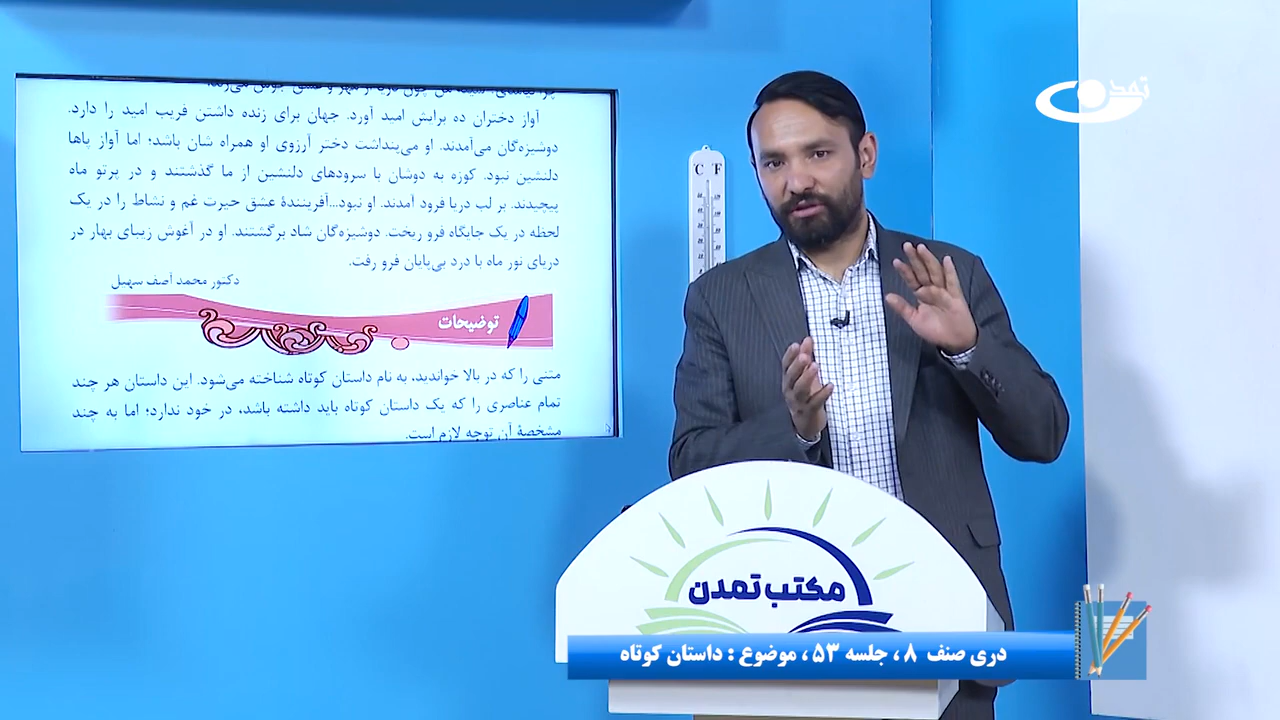 آواز دختران ده برایش امید آورد. جهان برای زنده داشتن فریب امید را دارد.
دوشیزه‌گان می‌آمدند. او می‌پنداشت دختر آرزوی او همراه شان باشد؛ اما آواز پاها
دلنشین نبود. کوزه به دوشان با سرودهای دلنشین از ما گذشتند و در پرتو ماه
پیچیدند. بر لب دریا فرود آمدند. او نبود...آفرینندهٔ عشق حیرت غم و نشاط را در یک
لحظه در یک جایگاه فرو ریخت. دوشیزه‌گان شاد برگشتند. او در آغوش زیبای بهار در
دریای نور ماه با درد بی‌پایان فرو رفت.
دکتور محمد آصف سهیل
توضیحات
متنی را که در بالا خواندید، به نام داستان کوتاه شناخته می‌شود. این داستان هر چند
تمام عناصری را که یک داستان کوتاه باید داشته باشد، در خود ندارد؛ اما به چند
مشخصهٔ آن توجه لازم است.
تمدن
C F
مکتب تمدن
دری صنف ۸ ، جلسه ۵۳ ، موضوع : داستان کوتاه